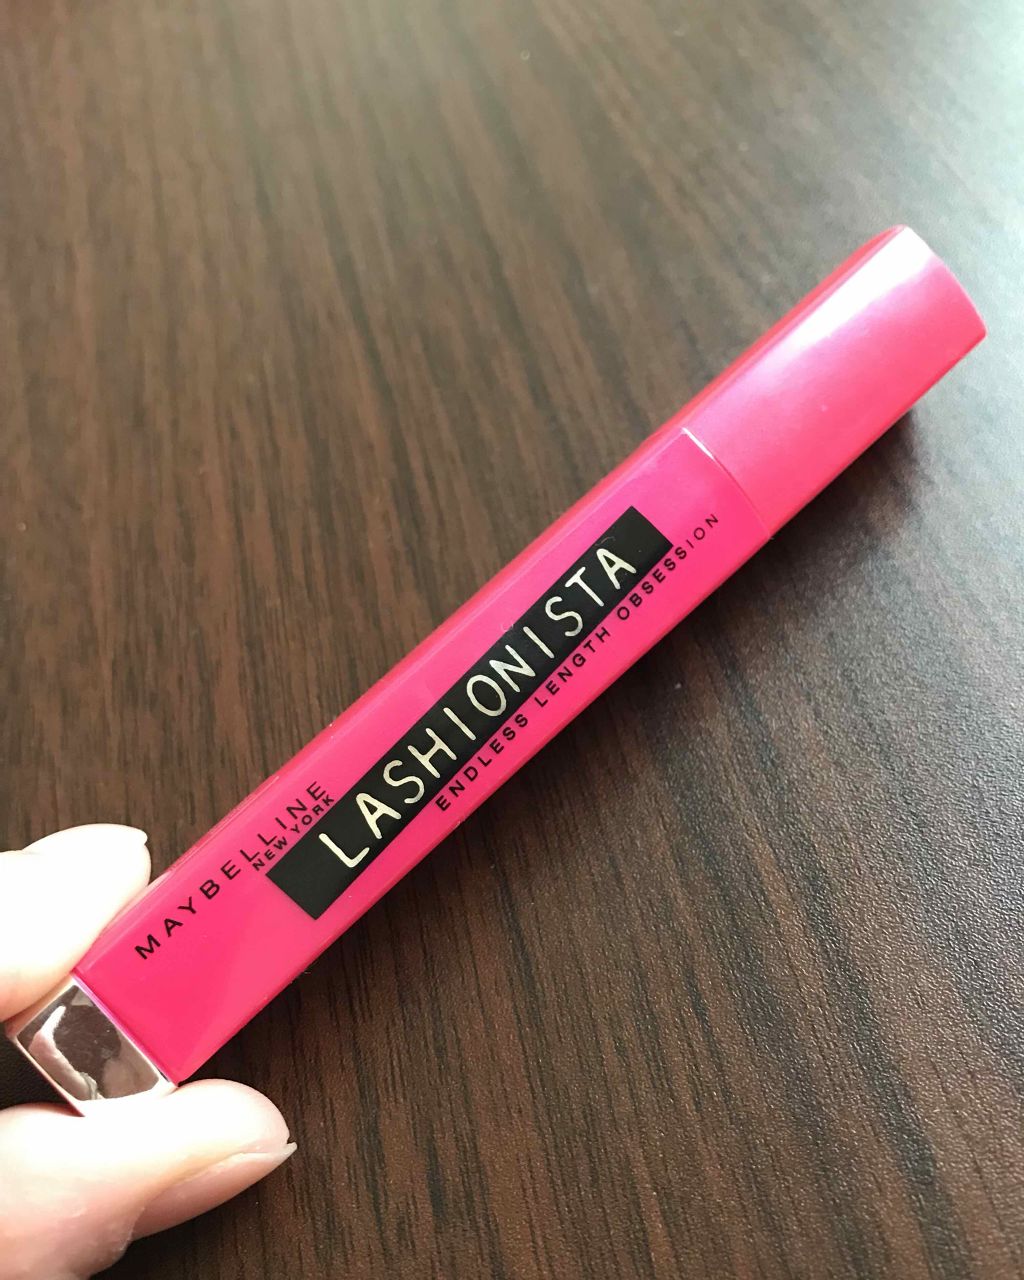 MAYBELLINE
NEW YORK
LASHIONISTA
ENDLESS LENGTH OBSESSION